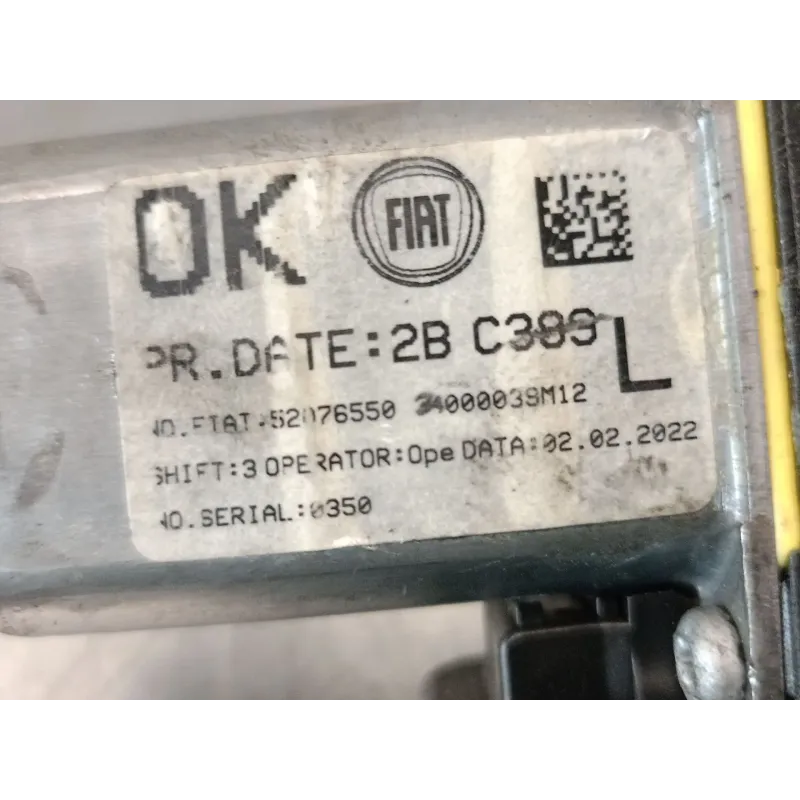 OK FIAT
PR.DATE:2B C389 L
NO.FIAT:52076550 3400003SM12
SHIFT:3 OPERATOR:Ope DATA:02.02.2022
NO.SERIAL:0350